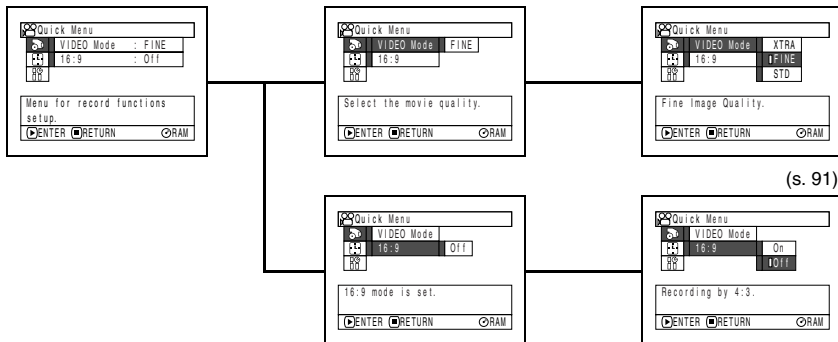 Quick Menu
VIDEO Mode : FINE
16:9 : Off
Menu for record functions
setup.
ENTER RETURN RAM
Quick Menu
VIDEO Mode FINE
16:9
Select the movie quality.
ENTER RETURN RAM
Quick Menu
VIDEO Mode XTRA
16:9 FINE
STD
Fine Image Quality.
ENTER RETURN RAM
(s. 91)
Quick Menu
VIDEO Mode
16:9 Off
16:9 mode is set.
ENTER RETURN RAM
Quick Menu
VIDEO Mode
16:9 On
Off
Recording by 4:3.
ENTER RETURN RAM